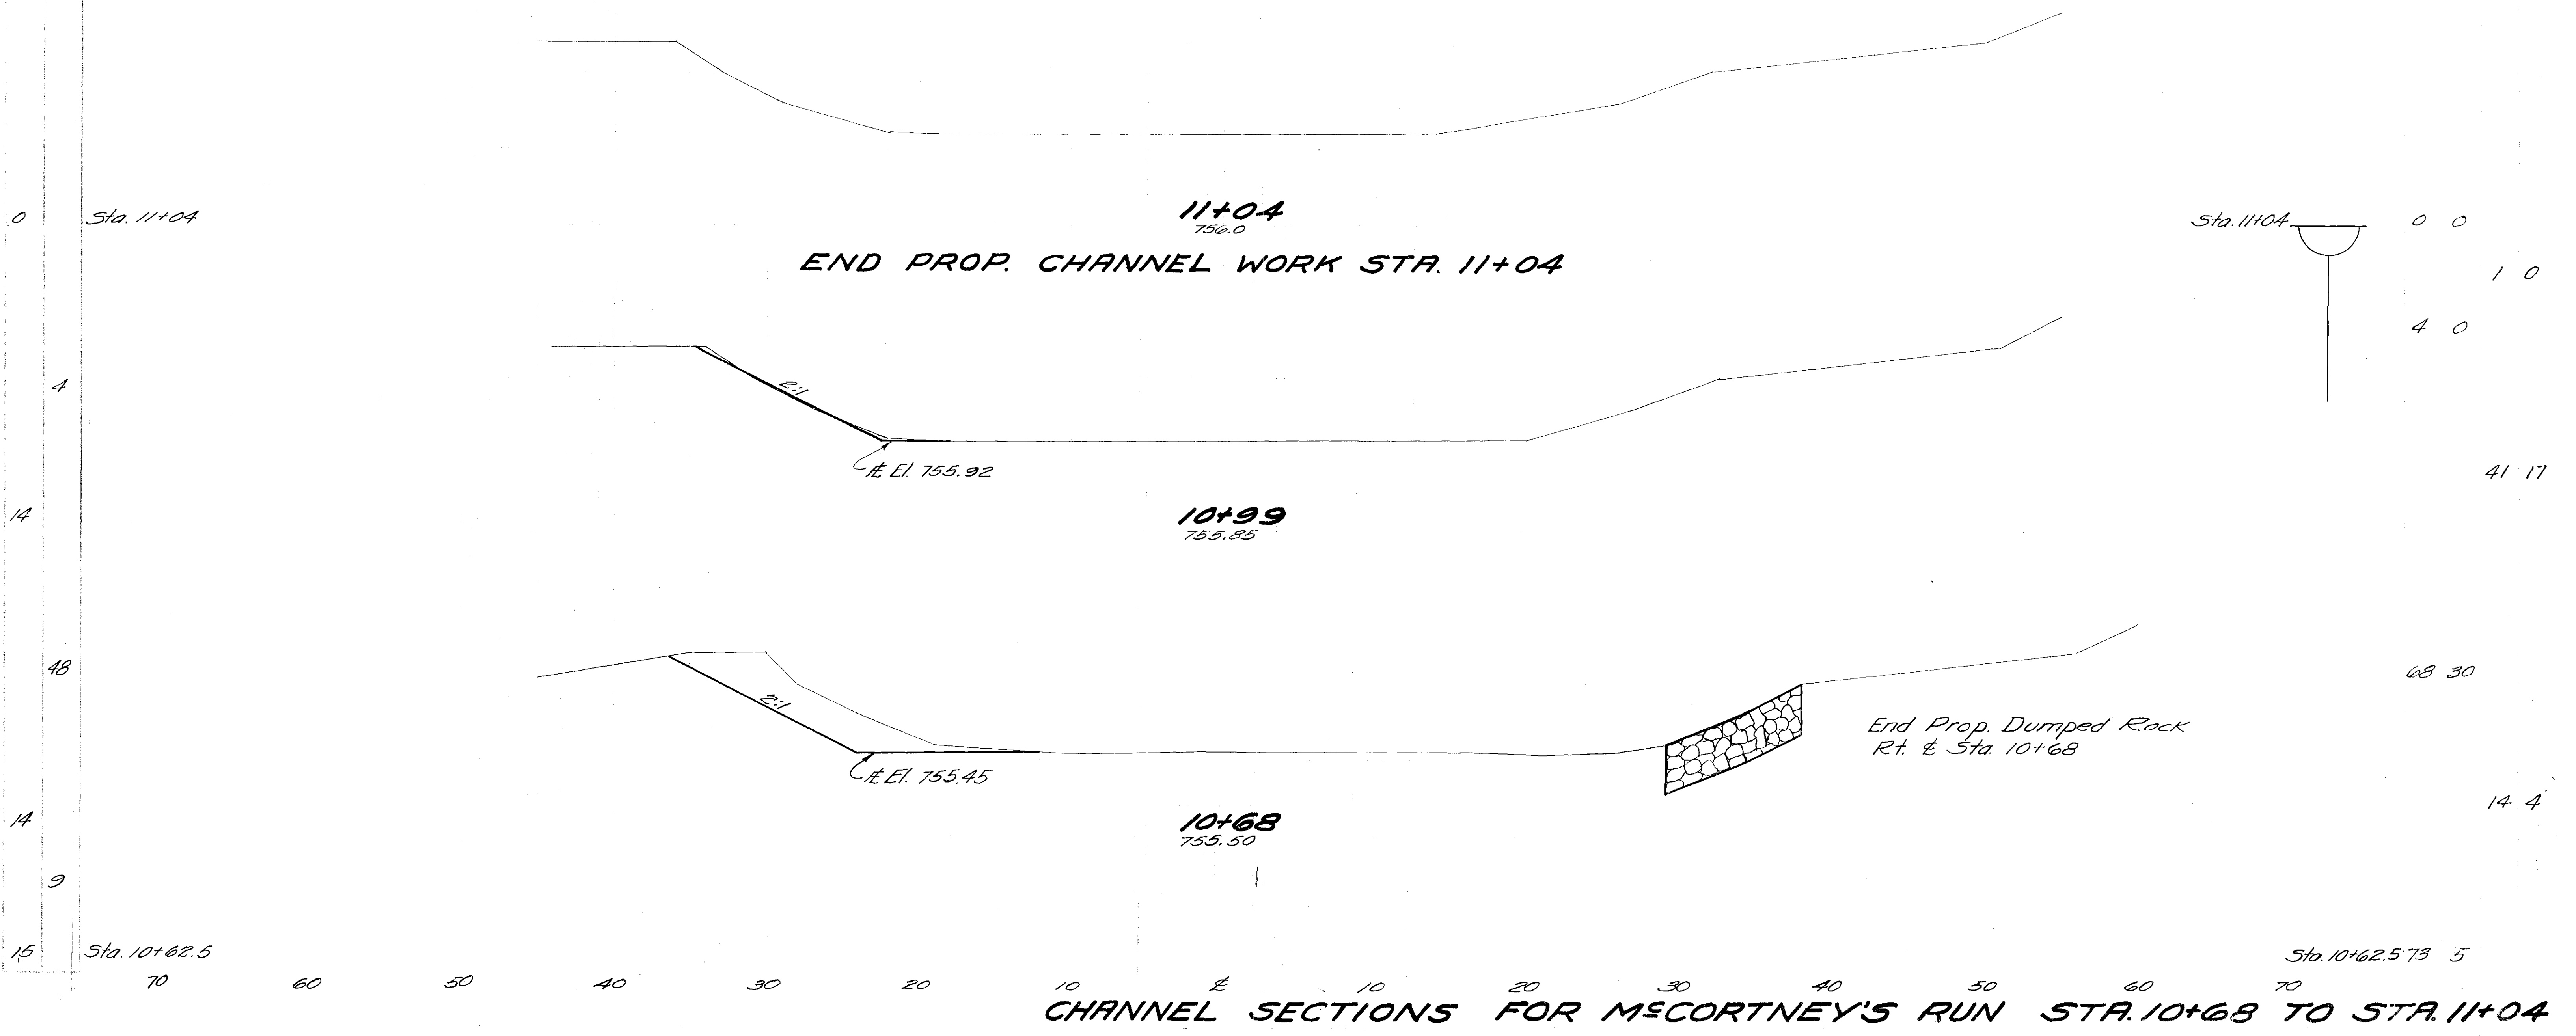 0 Sta. 11+04
11+04
756.0
Sta. 11+04 0 0
END PROP. CHANNEL WORK STA. 11+04
1 0
4 0
4
2:1
℄ El. 755.92
41 17
14
10+99
755.85
48
68 30
2:1
End Prop. Dumped Rock
Rt. ℄ Sta. 10+68
℄ El. 755.45
14 4
14
10+68
755.50
9
15 Sta. 10+62.5
Sta. 10+62.5 73 5
70 60 50 40 30 20 10 ℄ 10 20 30 40 50 60 70
CHANNEL SECTIONS FOR McCORTNEY'S RUN STA. 10+68 TO STA. 11+04